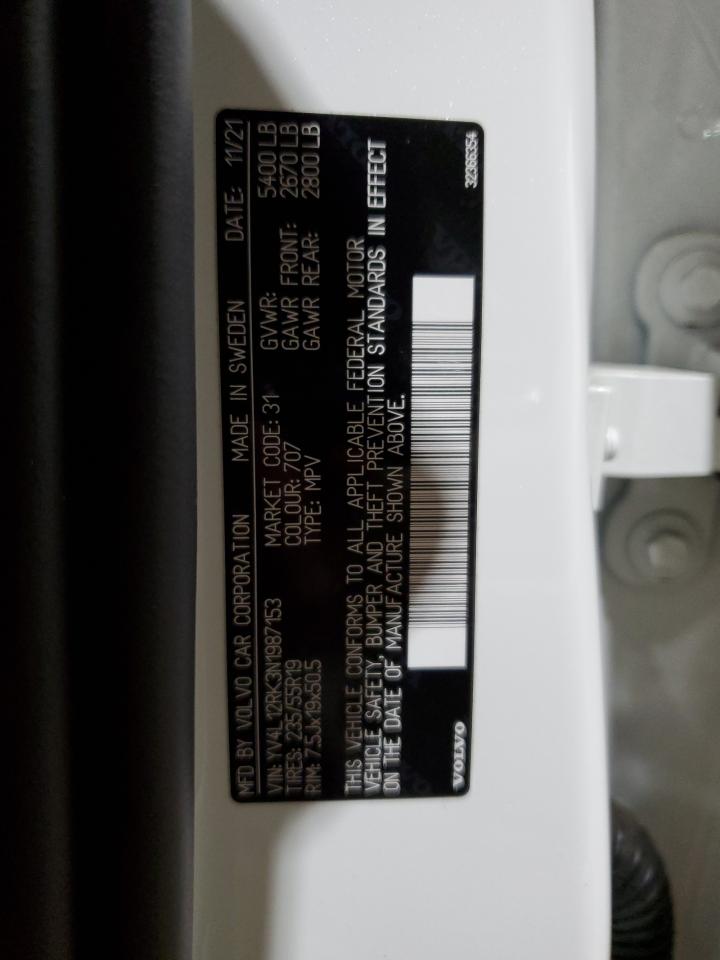 MFD BY VOLVO CAR CORPORATION MADE IN SWEDEN DATE: 11/21
VIN: YV4L12RK3N1987153 MARKET CODE: 31 GVWR: 5400 LB
TIRES: 235/55R19 COLOUR: 707 GAWR FRONT: 2670 LB
RIM: 7.5Jx19x50.5 TYPE: MPV GAWR REAR: 2800 LB
THIS VEHICLE CONFORMS TO ALL APPLICABLE FEDERAL MOTOR
VEHICLE SAFETY, BUMPER AND THEFT PREVENTION STANDARDS IN EFFECT
ON THE DATE OF MANUFACTURE SHOWN ABOVE.
VOLVO